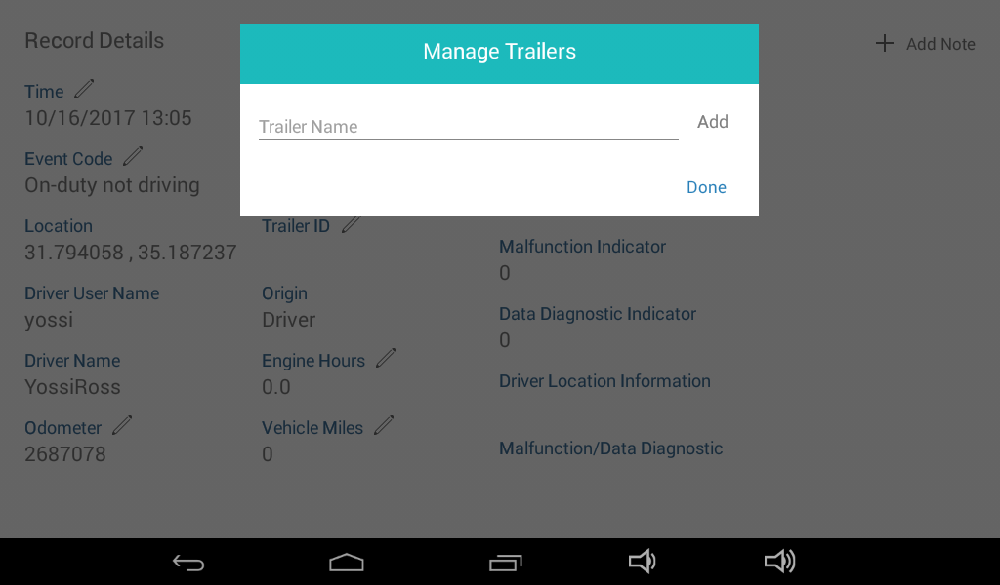 Record Details
Add Note
Manage Trailers
Trailer Name
Add
Done
Time
10/16/2017 13:05
Event Code
On-duty not driving
Location
31.794058 , 35.187237
Driver User Name
yossi
Driver Name
YossiRoss
Odometer
2687078
Trailer ID
Origin
Driver
Engine Hours
0.0
Vehicle Miles
0
Malfunction Indicator
0
Data Diagnostic Indicator
0
Driver Location Information
Malfunction/Data Diagnostic